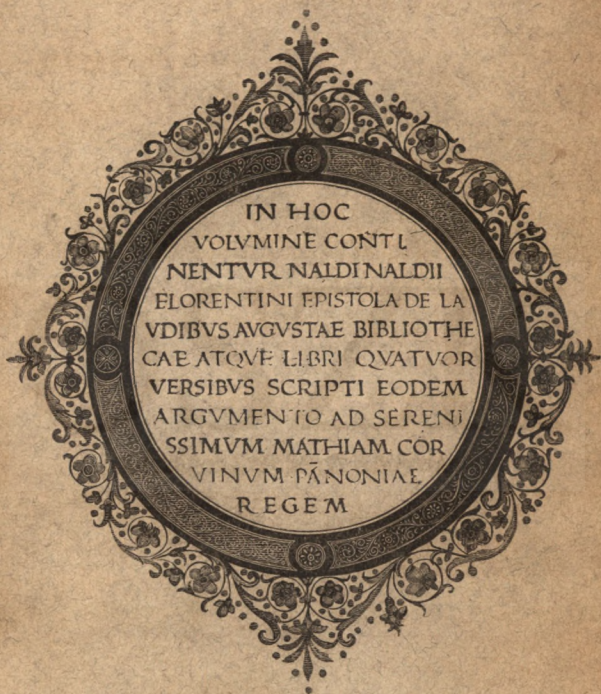 IN HOC
VOLVMINE CONTI
NENTVR NALDI NALDII
FLORENTINI EPISTOLA DE LA
VDIBVS AVGVSTAE BIBLIOTHE
CAE ATQVE LIBRI QVATVOR
VERSIBVS SCRIPTI EODEM
ARGVMENTO AD SERENI
SSIMVM MATHIAM COR
VINVM PÃNONIAE
REGEM